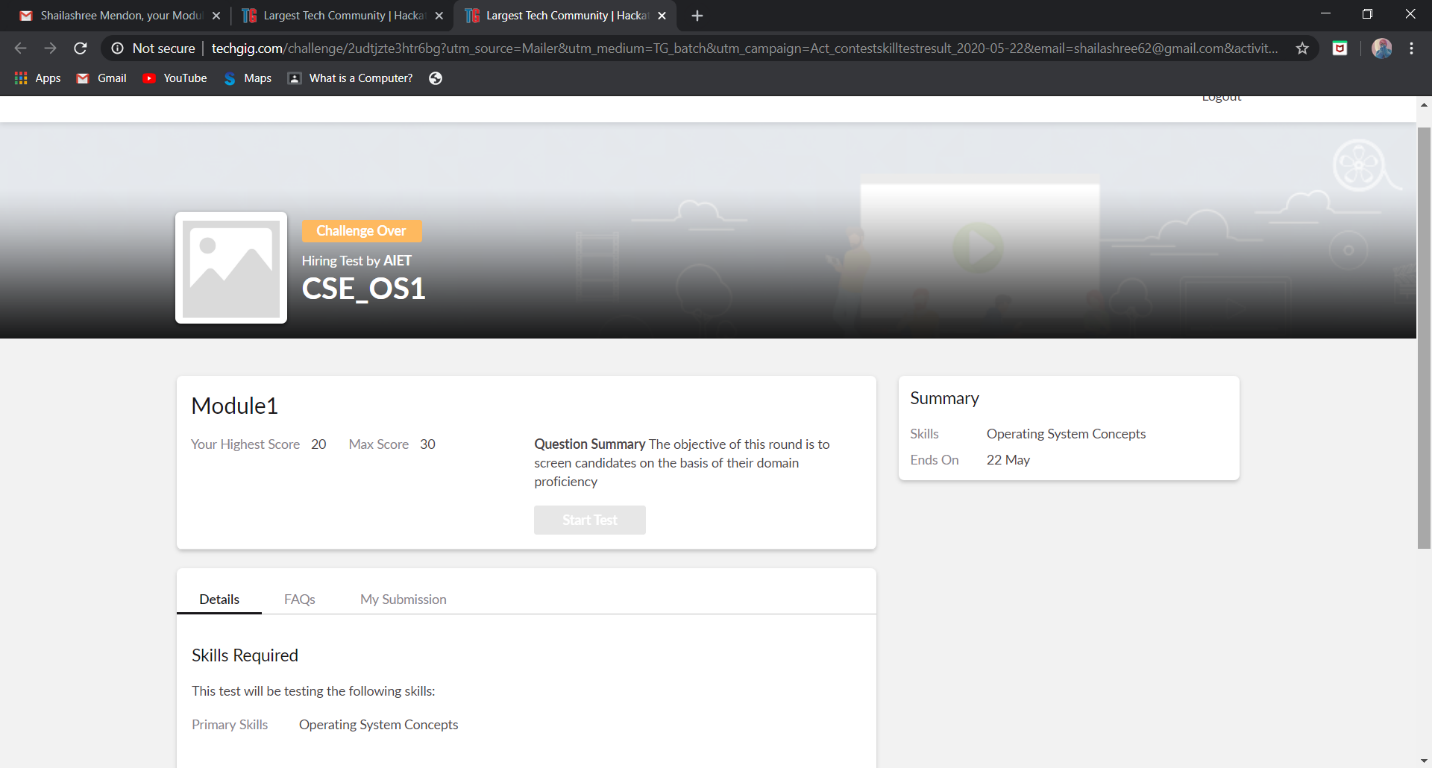 Shailashree Mendon, your Modul
Largest Tech Community | Hackat
Largest Tech Community | Hackat
Not secure | techgig.com/challenge/2udtjzte3htr6bg?utm_source=Mailer&utm_medium=TG_batch&utm_campaign=Act_contestskilltestresult_2020-05-22&email=shailashree62@gmail.com&activit...
Apps Gmail YouTube Maps What is a Computer?
Logout
Challenge Over
Hiring Test by AIET
CSE_OS1
Module1
Your Highest Score 20 Max Score 30
Question Summary The objective of this round is to
screen candidates on the basis of their domain
proficiency
Start Test
Summary
Skills Operating System Concepts
Ends On 22 May
Details FAQs My Submission
Skills Required
This test will be testing the following skills:
Primary Skills Operating System Concepts